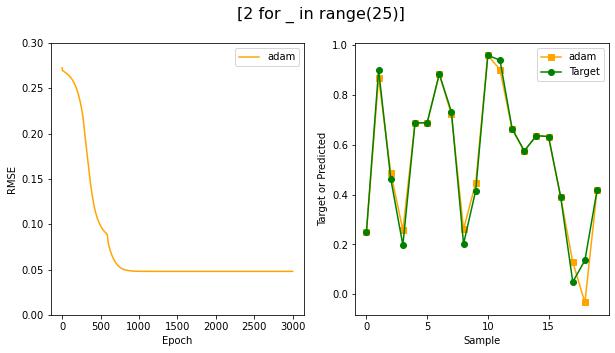 [2 for _ in range(25)]
0.30
0.25
0.20
0.15
0.10
0.05
0.00
RMSE
0 500 1000 1500 2000 2500 3000
Epoch
adam
1.0
0.8
0.6
0.4
0.2
0.0
Target or Predicted
0 5 10 15
Sample
adam
Target